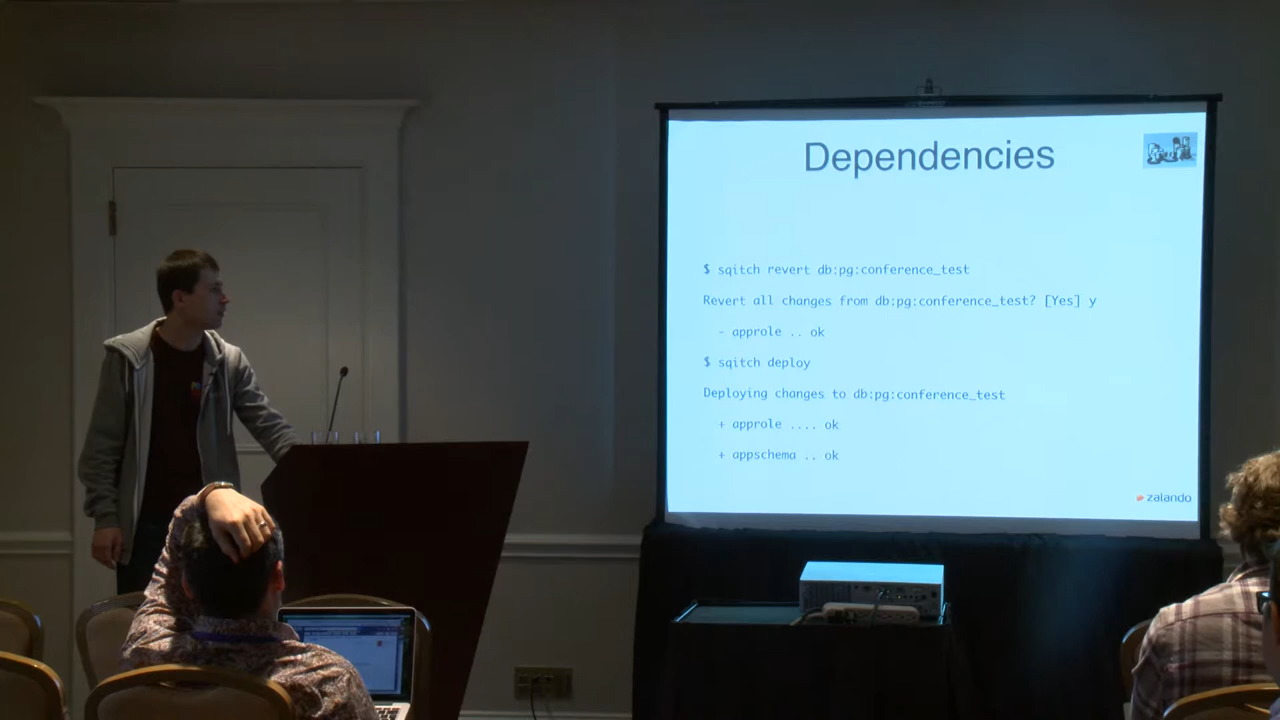 Dependencies
$ sqitch revert db:pg:conference_test
Revert all changes from db:pg:conference_test? [Yes] y
- approle .. ok
$ sqitch deploy
Deploying changes to db:pg:conference_test
+ approle .... ok
+ appschema .. ok
zalando